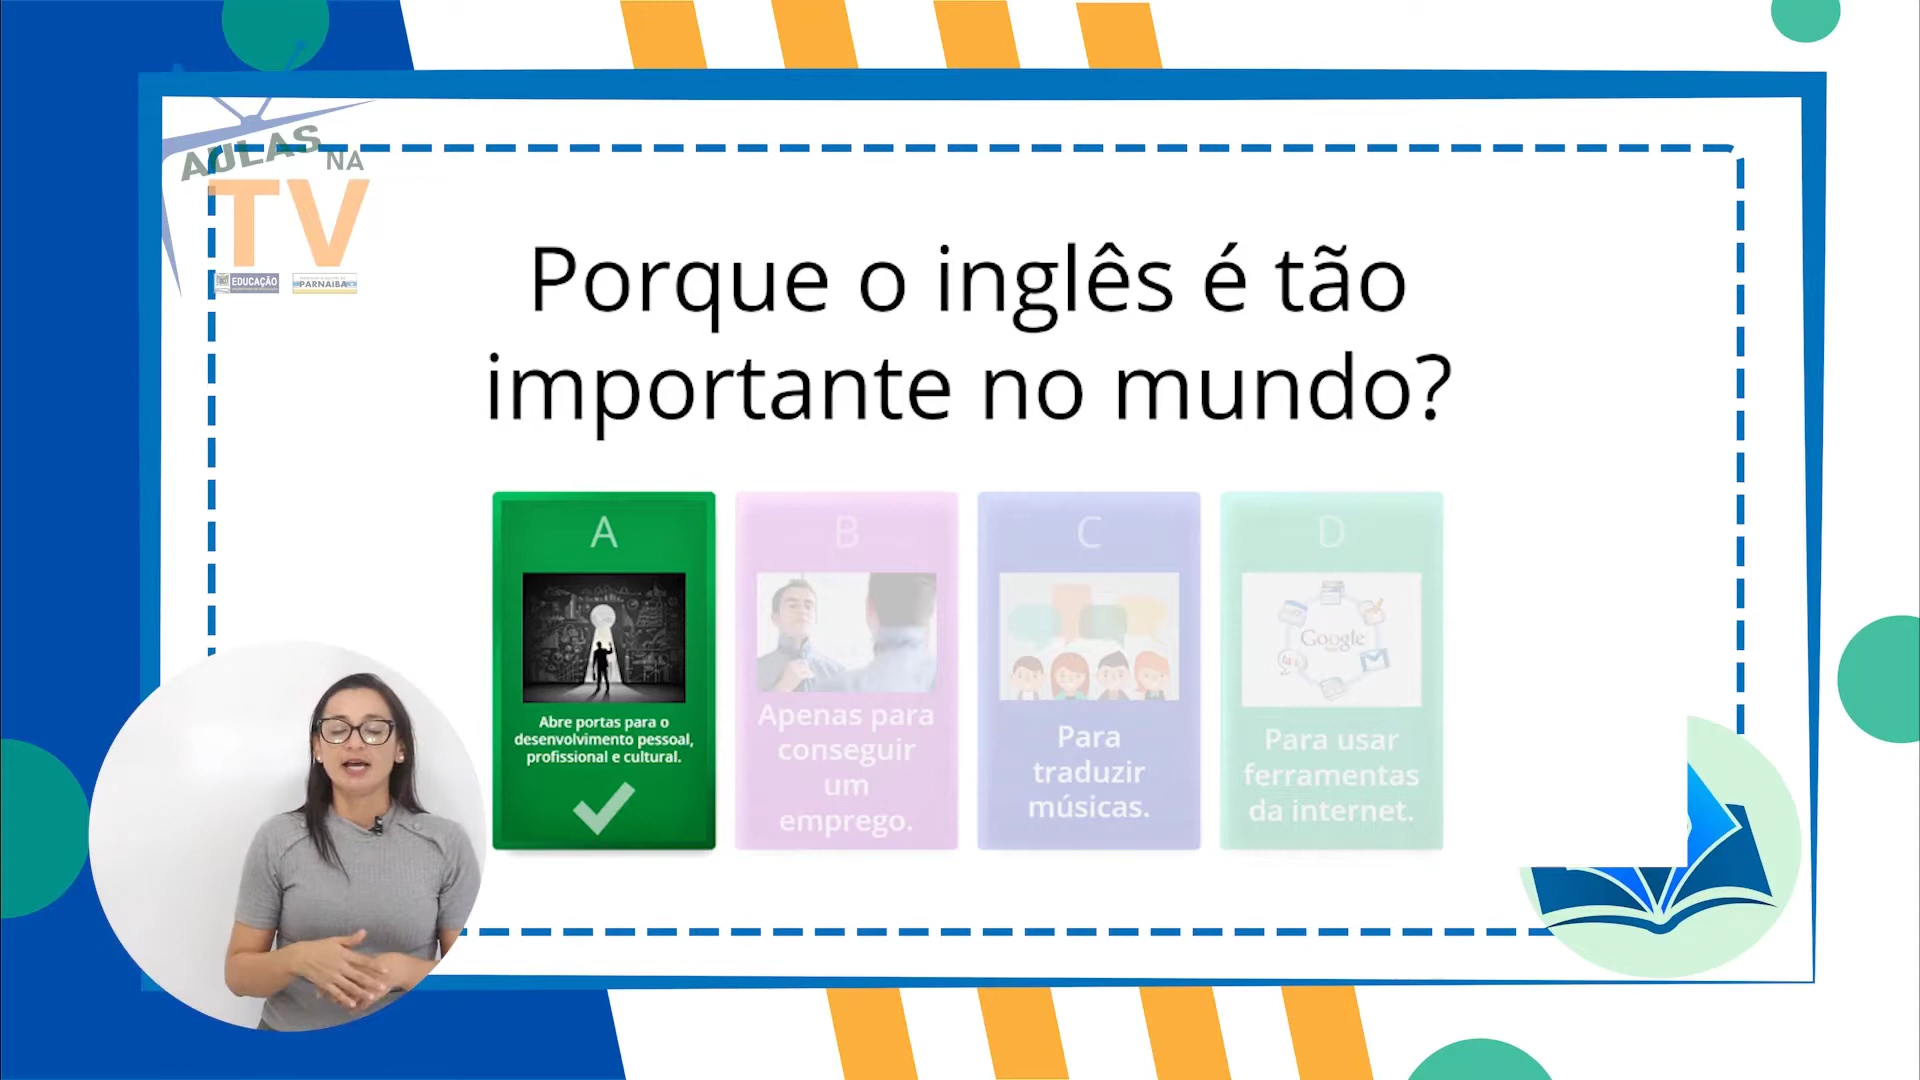 AULAS
NA
TV
EDUCAÇÃO
PARNAIBA
Porque o inglês é tão
importante no mundo?
A
Abre portas para o
desenvolvimento pessoal,
profissional e cultural.
B
Apenas para
conseguir
um
emprego.
C
Para
traduzir
músicas.
D
Google
Para usar
ferramentas
da internet.